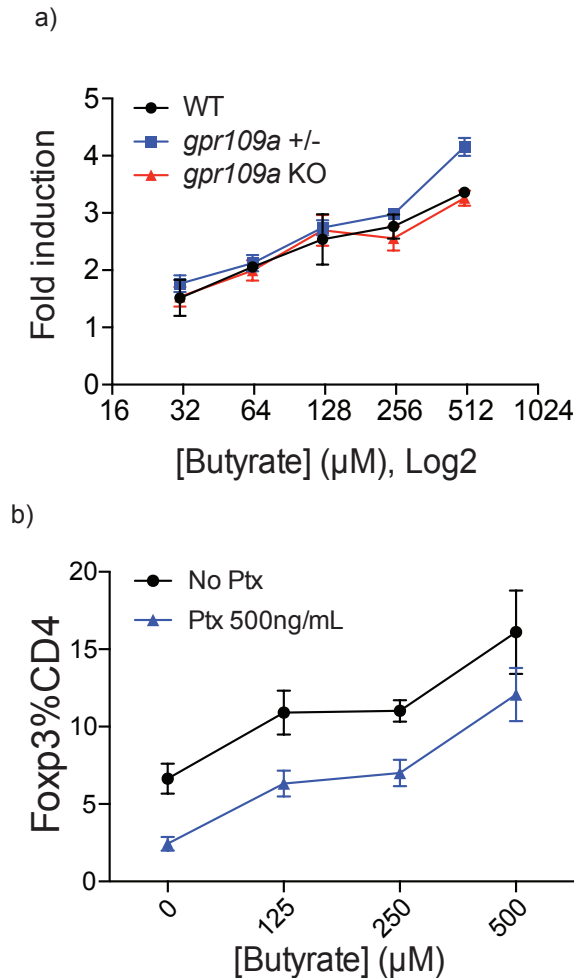 a)
Fold induction
5
4
3
2
1
0
WT
gpr109a +/-
gpr109a KO
16 32 64 128 256 512 1024
[Butyrate] (µM), Log2
b)
Foxp3%CD4
20
15
10
5
0
No Ptx
Ptx 500ng/mL
0 125 250 500
[Butyrate] (µM)